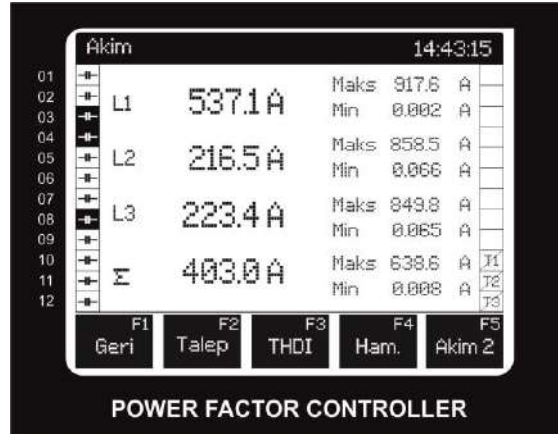 Akim 14:43:15
01
02
03
04
05
06
07
08
09
10
11
12
L1 537.1 A Maks 917.6 A
Min 0.002 A
L2 216.5 A Maks 858.5 A
Min 0.066 A
L3 223.4 A Maks 849.8 A
Min 0.065 A
Σ 403.0 A Maks 638.6 A
Min 0.008 A
T1
T2
T3
F1 F2 F3 F4 F5
Geri Talep THDI Ham. Akim 2
POWER FACTOR CONTROLLER